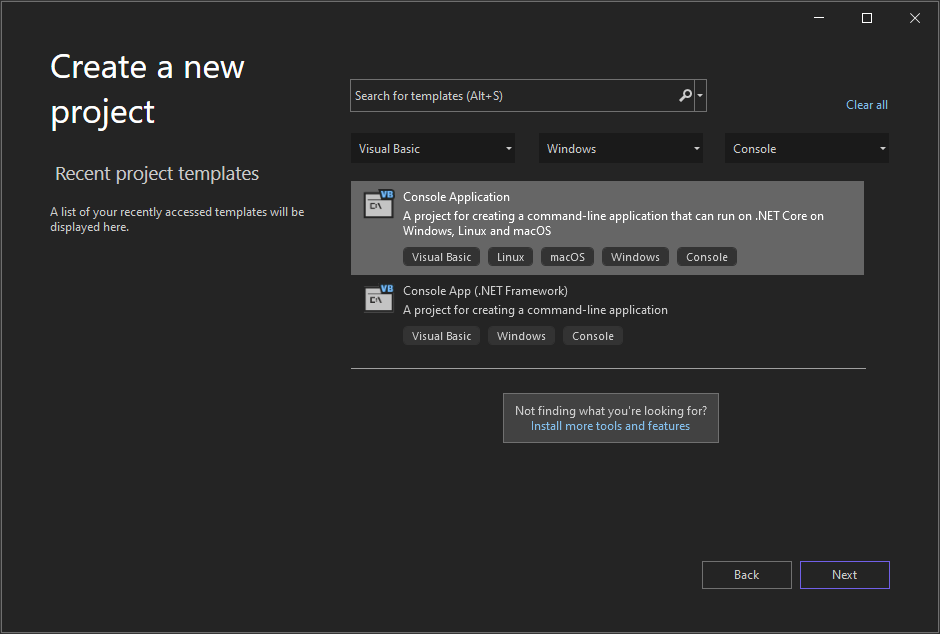 Create a new
project
Recent project templates
A list of your recently accessed templates will be
displayed here.
Search for templates (Alt+S)
Clear all
Visual Basic
Windows
Console
VB
C:\
Console Application
A project for creating a command-line application that can run on .NET Core on
Windows, Linux and macOS
Visual Basic
Linux
macOS
Windows
Console
VB
C:\
Console App (.NET Framework)
A project for creating a command-line application
Visual Basic
Windows
Console
Not finding what you're looking for?
Install more tools and features
Back
Next